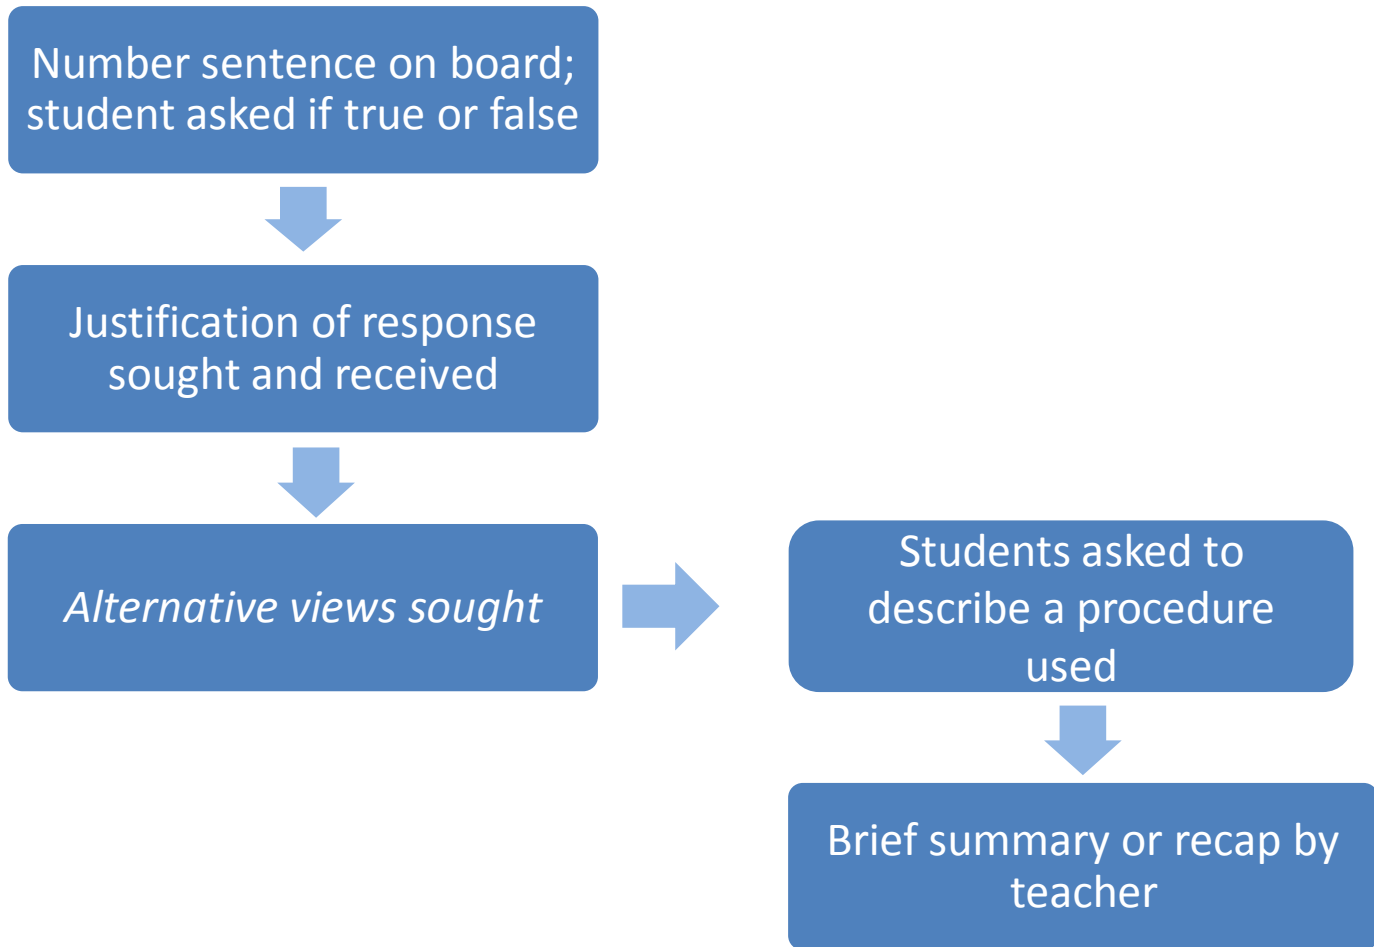 Number sentence on board;
student asked if true or false
Justification of response
sought and received
Alternative views sought
Students asked to
describe a procedure
used
Brief summary or recap by
teacher